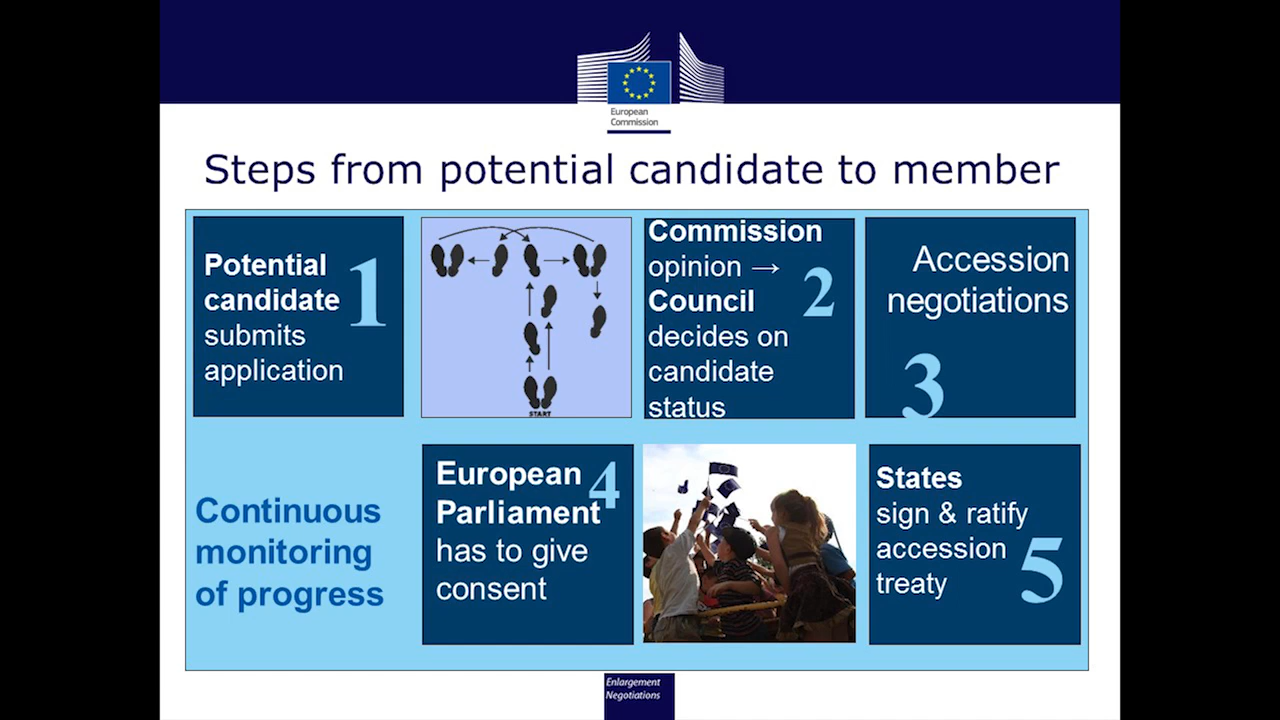 European
Commission
Steps from potential candidate to member
Potential
candidate
submits
application
1
START
Commission
opinion →
Council
decides on
candidate
status
2
Accession
negotiations
3
Continuous
monitoring
of progress
European
Parliament
has to give
consent
4
States
sign & ratify
accession
treaty
5
Enlargement
Negotiations